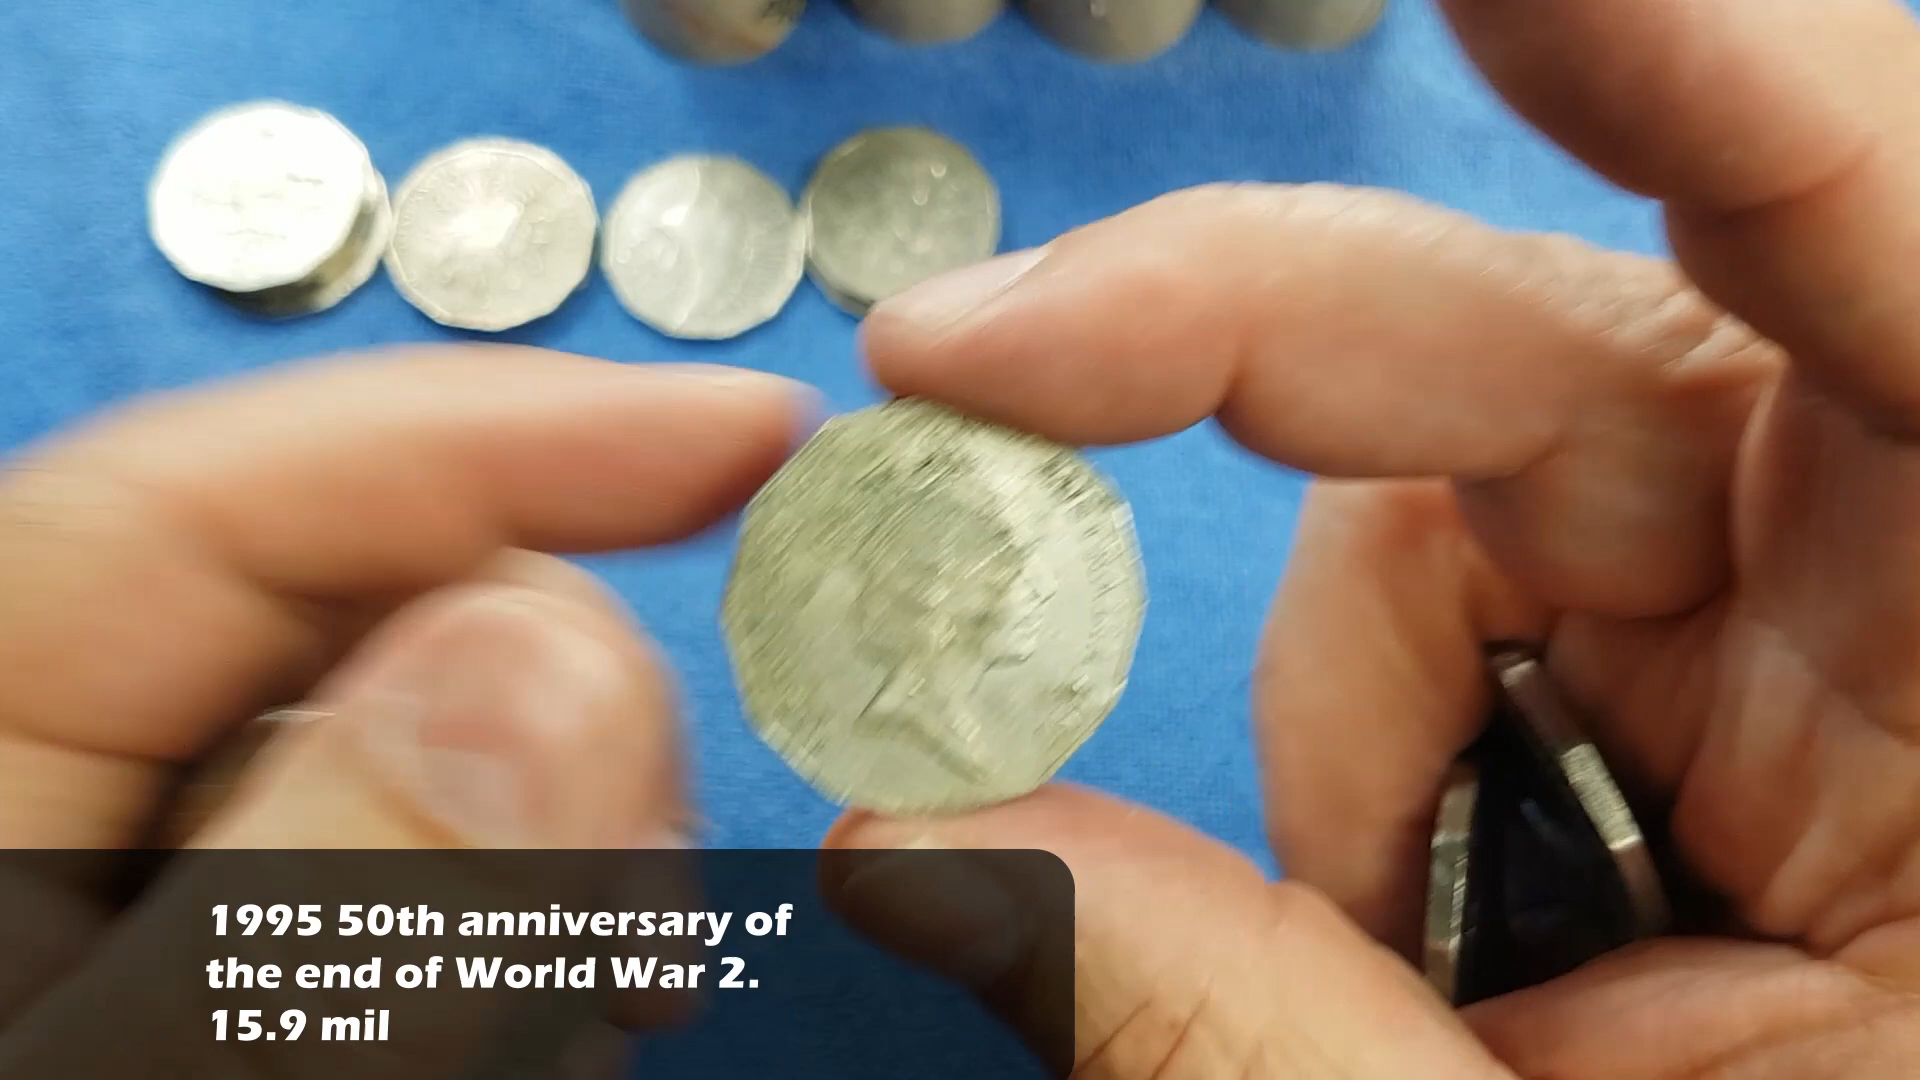 1995 50th anniversary of
the end of World War 2.
15.9 mil